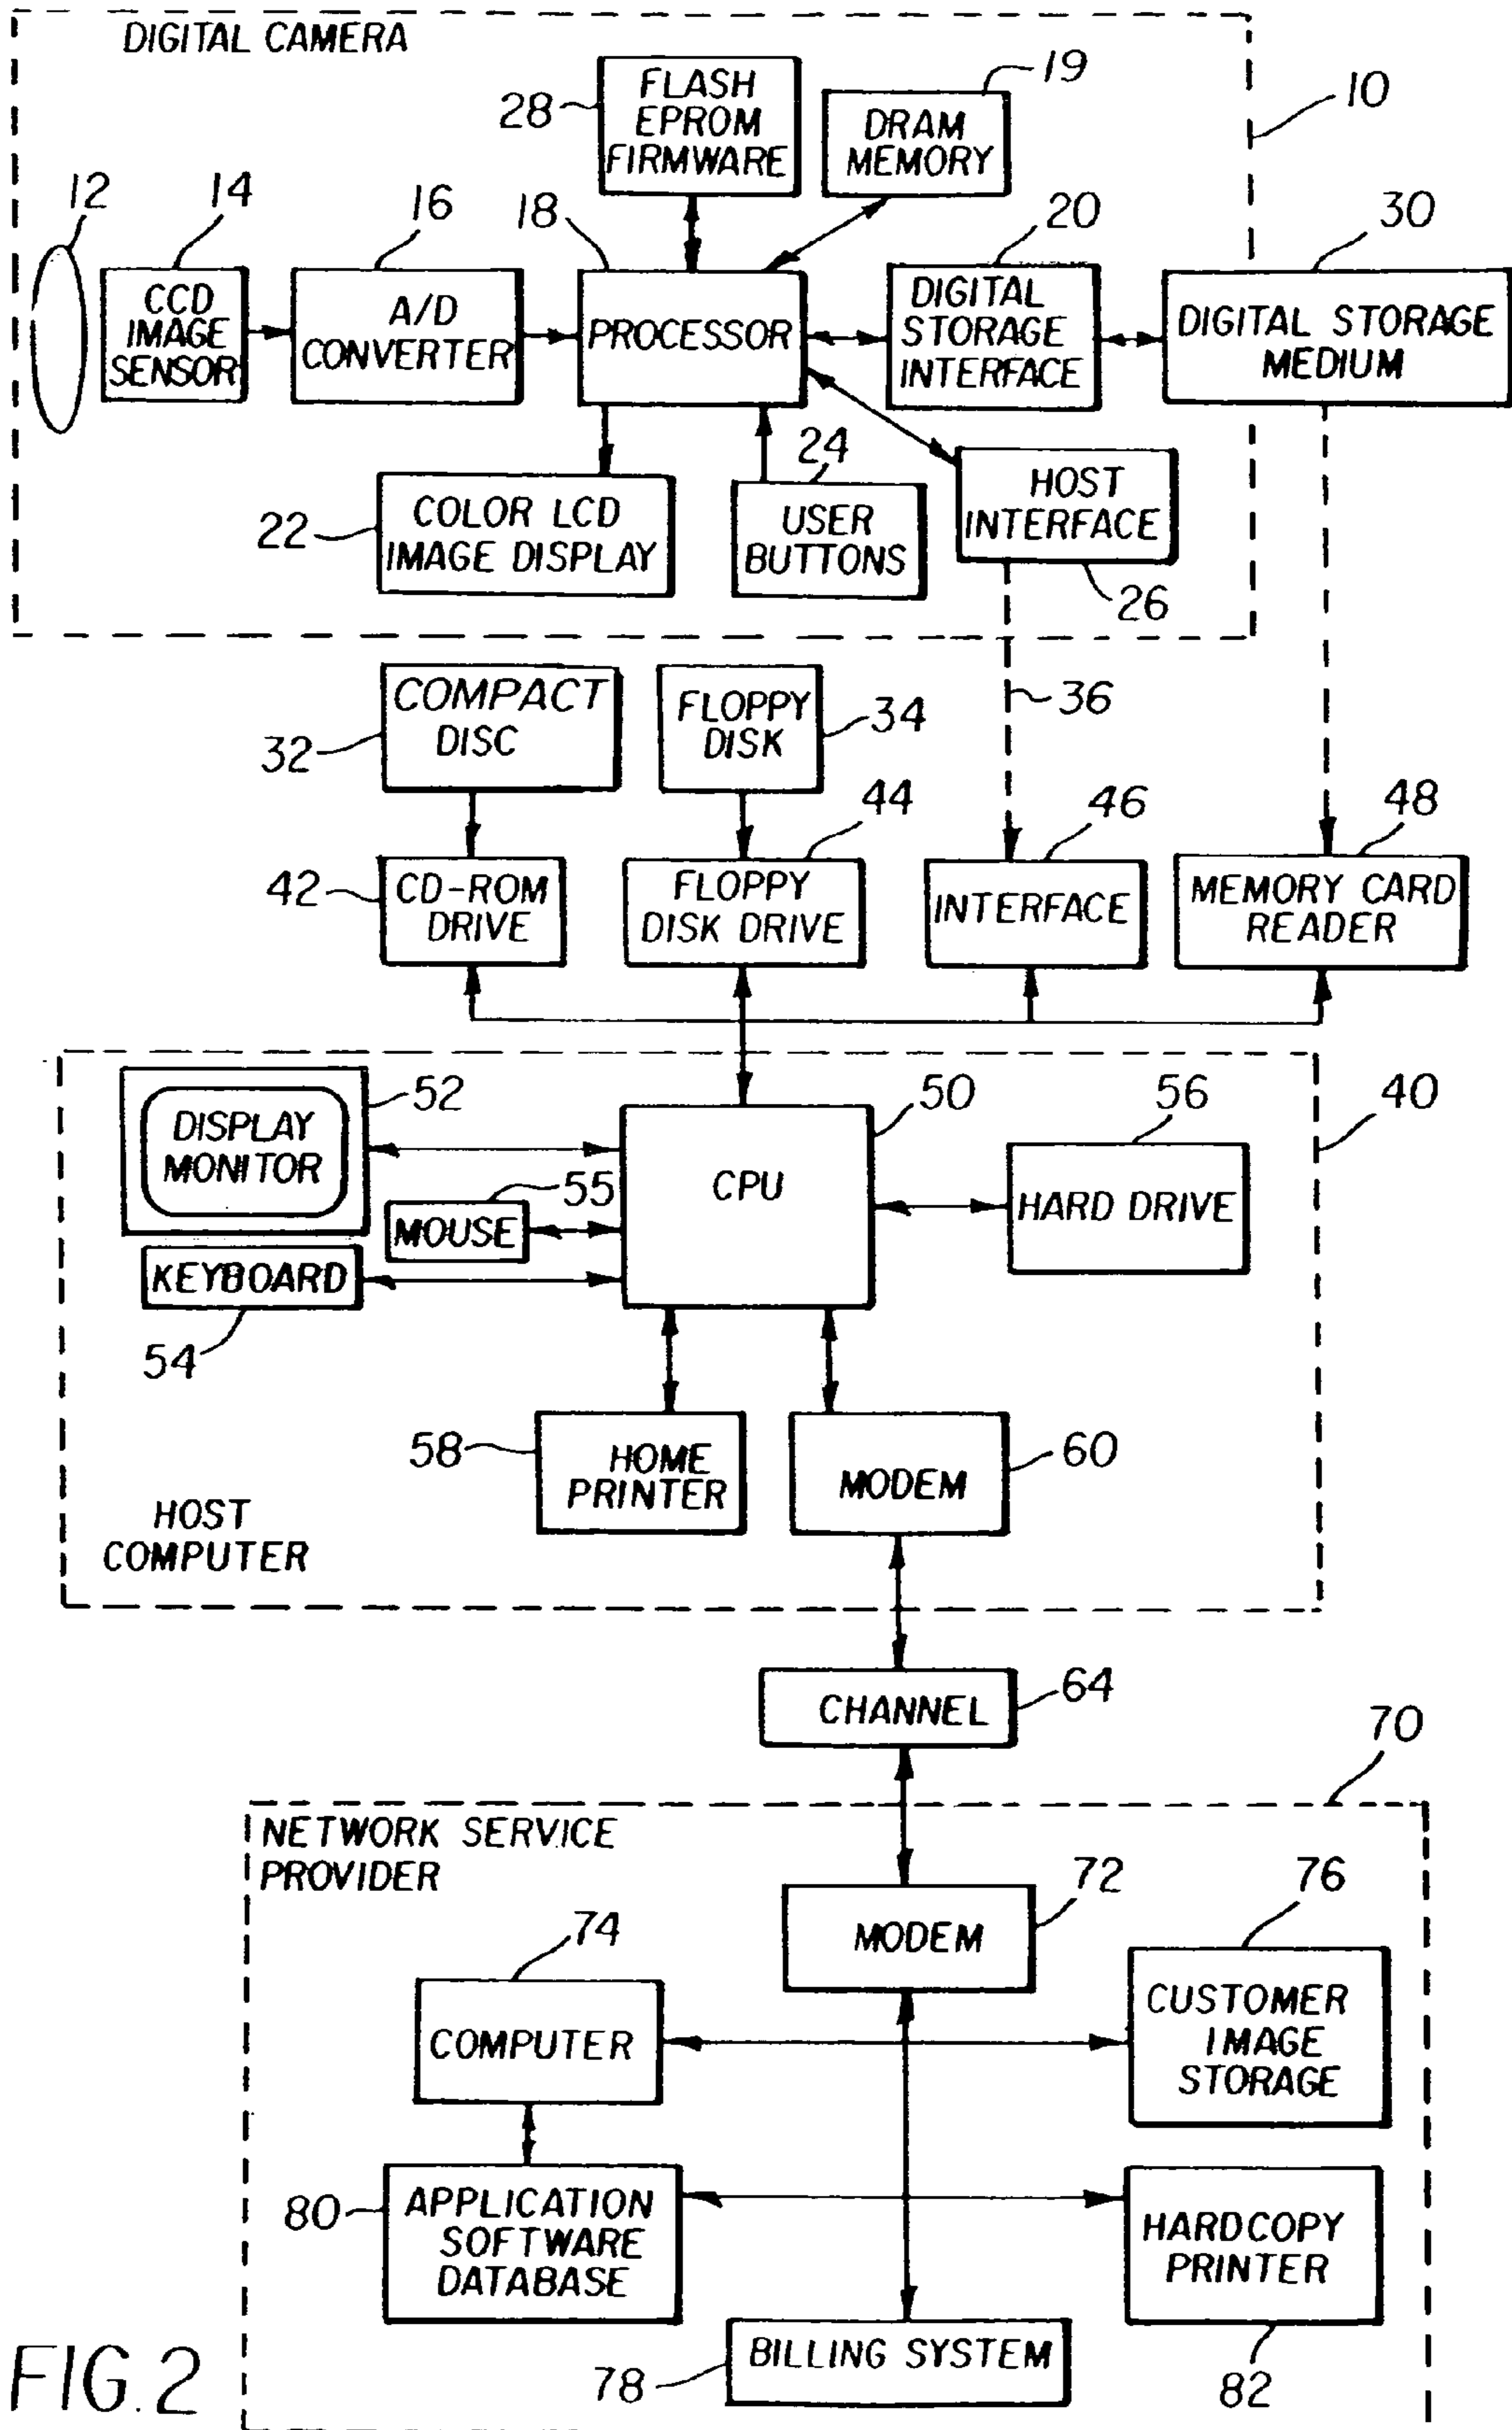 DIGITAL CAMERA
28
FLASH
EPROM
FIRMWARE
19
DRAM
MEMORY
10
12
14
CCD
IMAGE
SENSOR
16
A/D
CONVERTER
18
PROCESSOR
20
DIGITAL
STORAGE
INTERFACE
30
DIGITAL STORAGE
MEDIUM
22
COLOR LCD
IMAGE DISPLAY
24
USER
BUTTONS
HOST
INTERFACE
26
32
COMPACT
DISC
FLOPPY
DISK
34
36
42
CD-ROM
DRIVE
44
FLOPPY
DISK DRIVE
46
INTERFACE
48
MEMORY CARD
READER
52
DISPLAY
MONITOR
50
CPU
56
HARD DRIVE
40
55
MOUSE
KEYBOARD
54
58
HOME
PRINTER
60
MODEM
HOST
COMPUTER
CHANNEL
64
70
NETWORK SERVICE
PROVIDER
72
MODEM
74
COMPUTER
76
CUSTOMER
IMAGE
STORAGE
80
APPLICATION
SOFTWARE
DATABASE
HARDCOPY
PRINTER
82
78
BILLING SYSTEM
FIG. 2